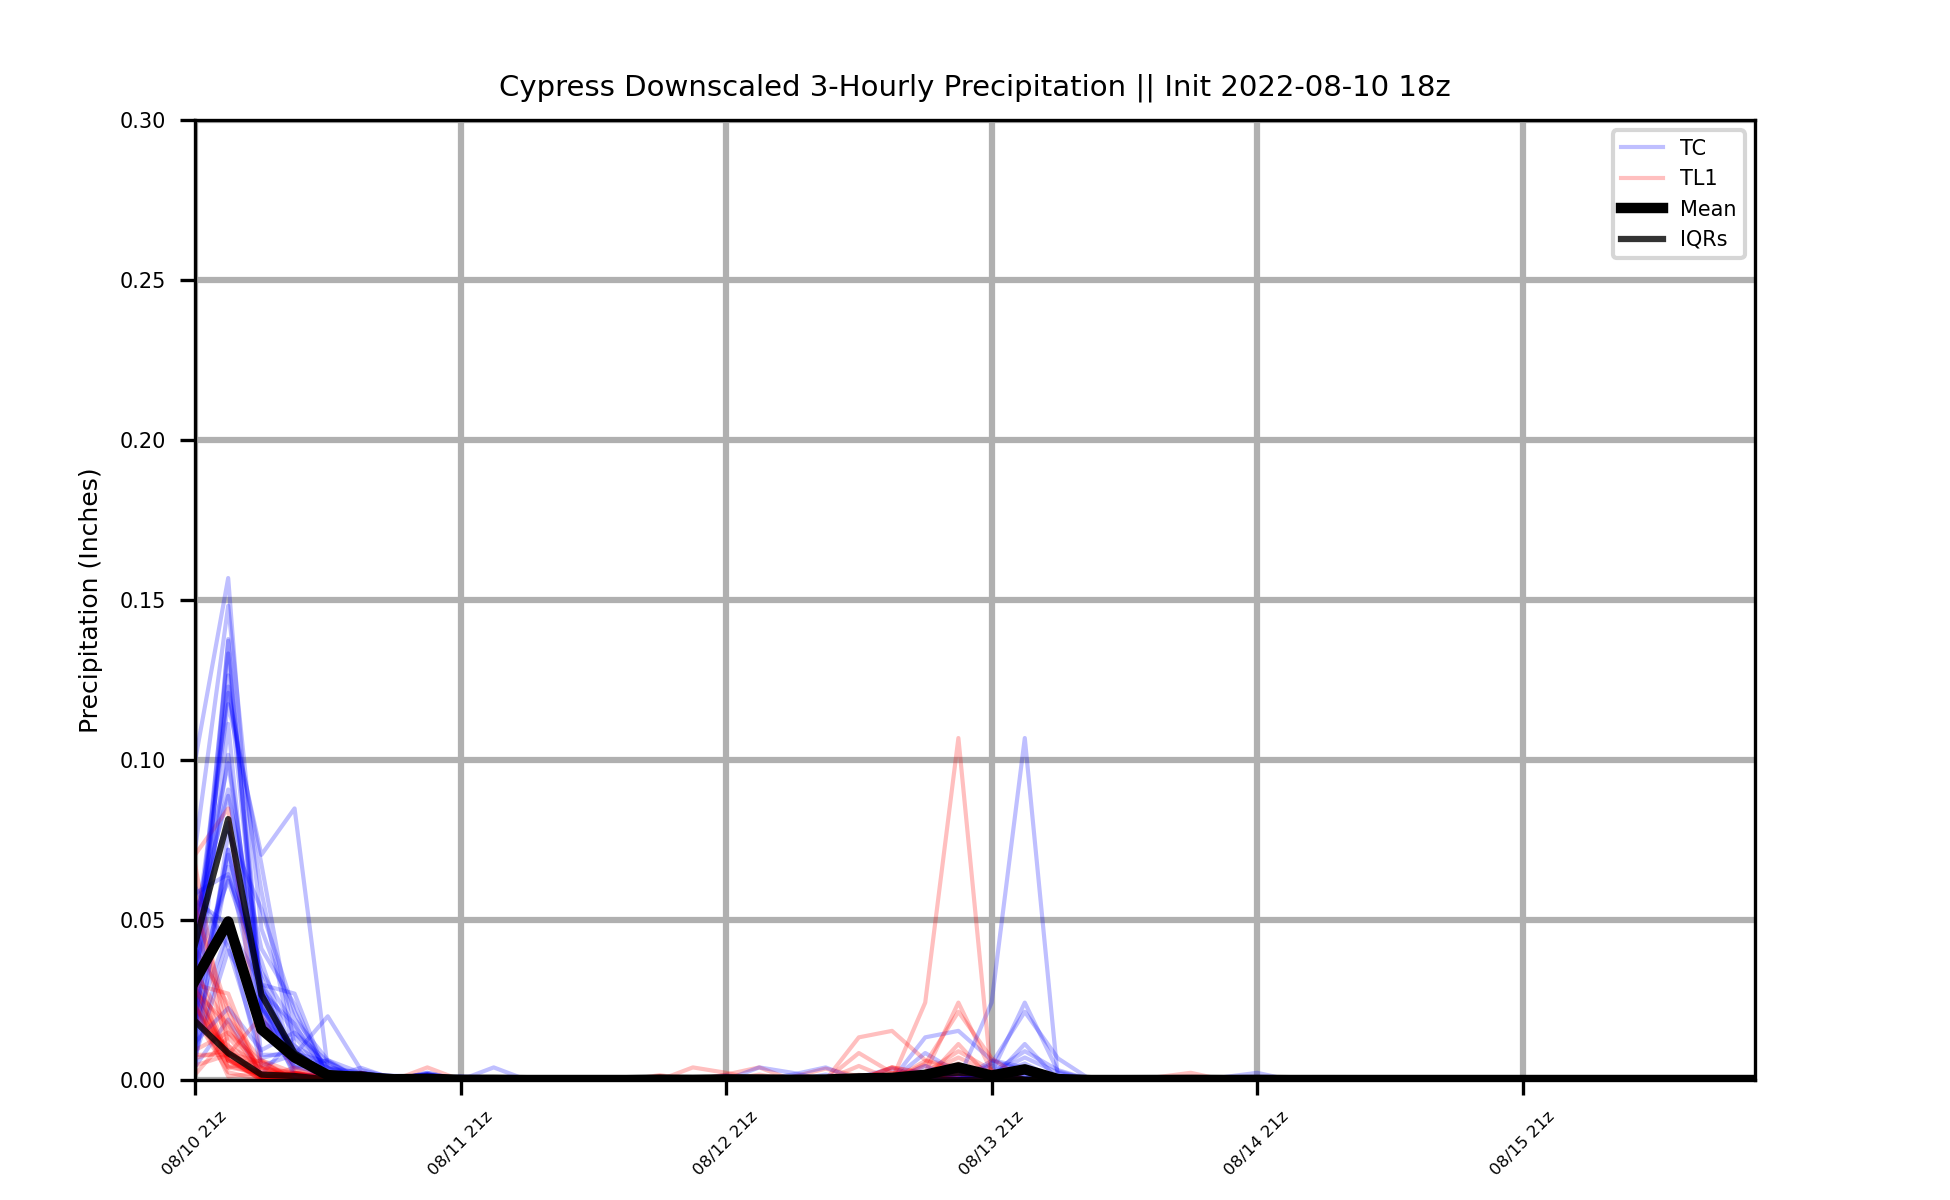 Cypress Downscaled 3-Hourly Precipitation || Init 2022-08-10 18z
TC
TL1
Mean
IQRs
Precipitation (Inches)
0.30
0.25
0.20
0.15
0.10
0.05
0.00
08/10 21z
08/11 21z
08/12 21z
08/13 21z
08/14 21z
08/15 21z